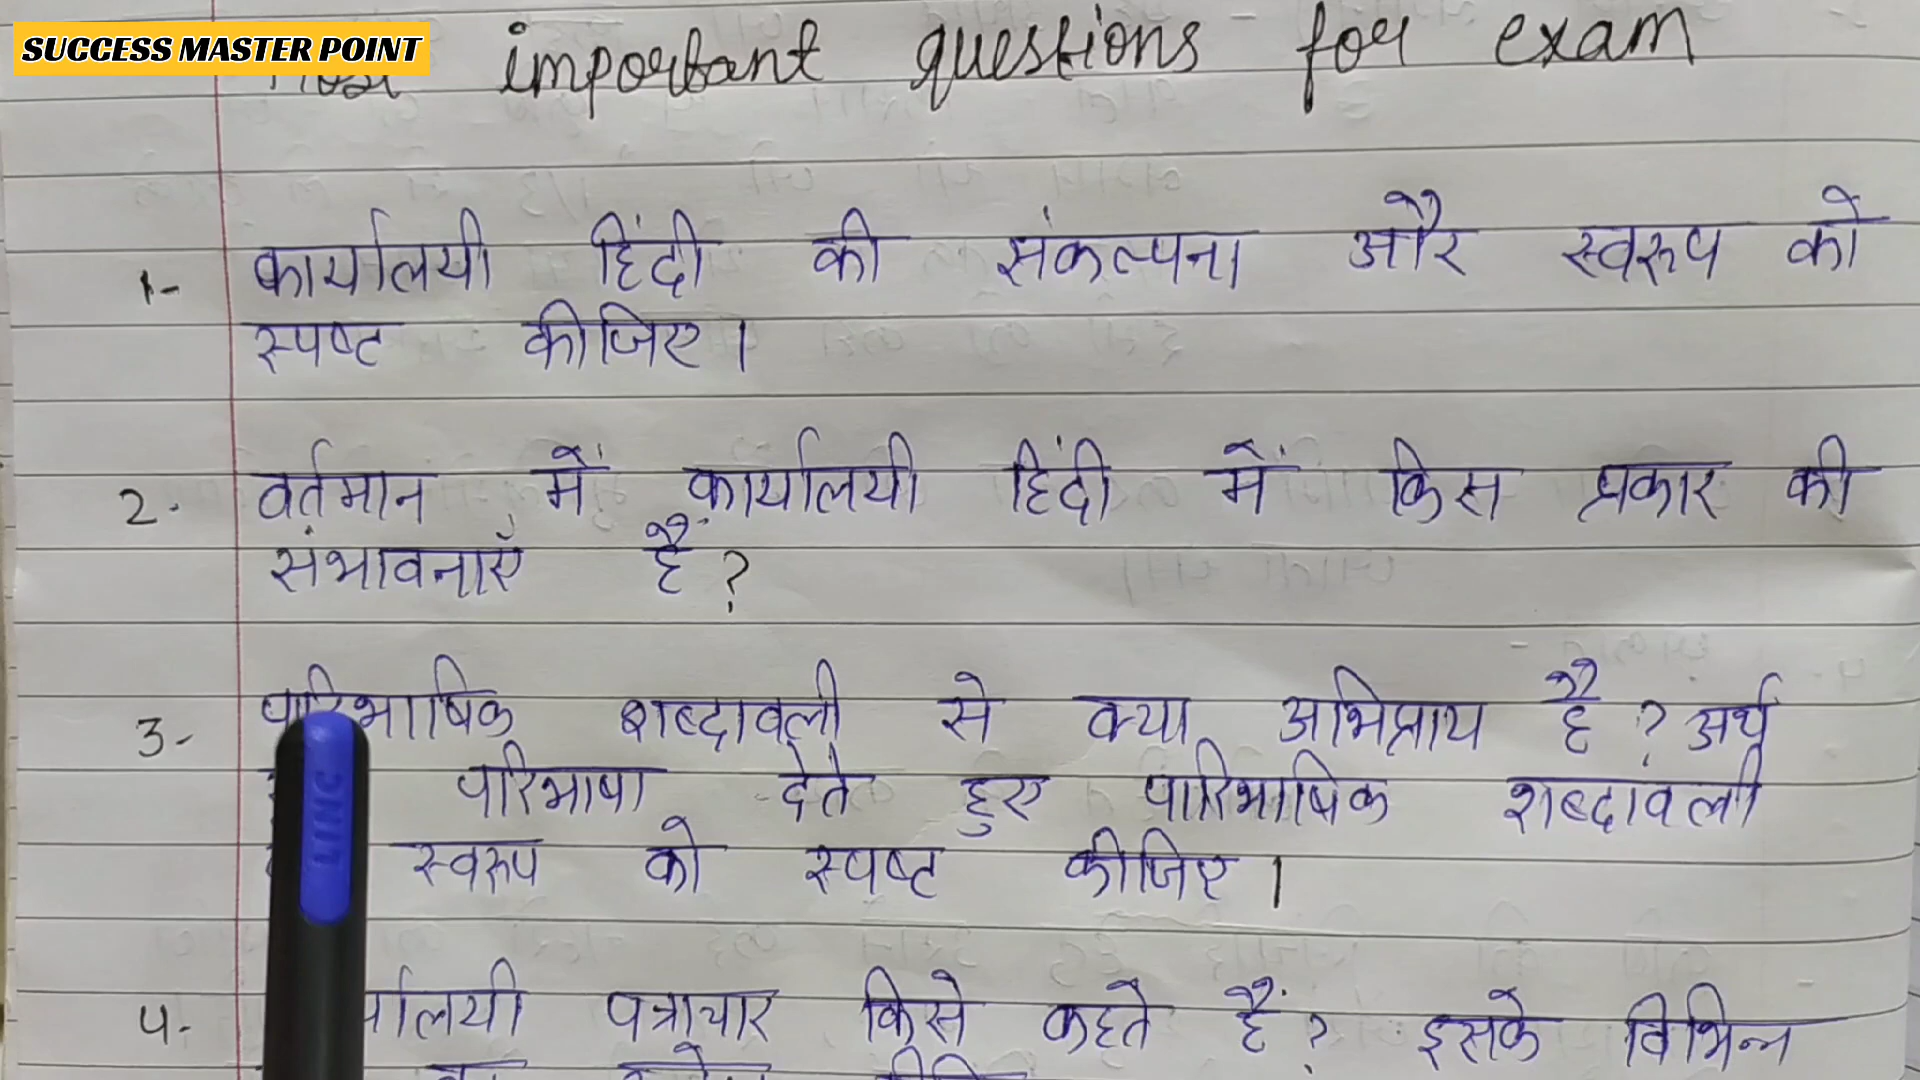 SUCCESS MASTER POINT
important questions for exam
1- कार्यालयी हिंदी की संकल्पना और स्वरूप को
स्पष्ट कीजिए।
2. वर्तमान में कार्यालयी हिंदी में किस प्रकार की
संभावनाएँ हैं?
3- पारिभाषिक शब्दावली से क्या अभिप्राय है? अर्थ
परिभाषा देते हुए पारिभाषिक शब्दावली
स्वरूप को स्पष्ट कीजिए।
4- पत्राचार किसे कहते हैं? इसके विभिन्न
LINC